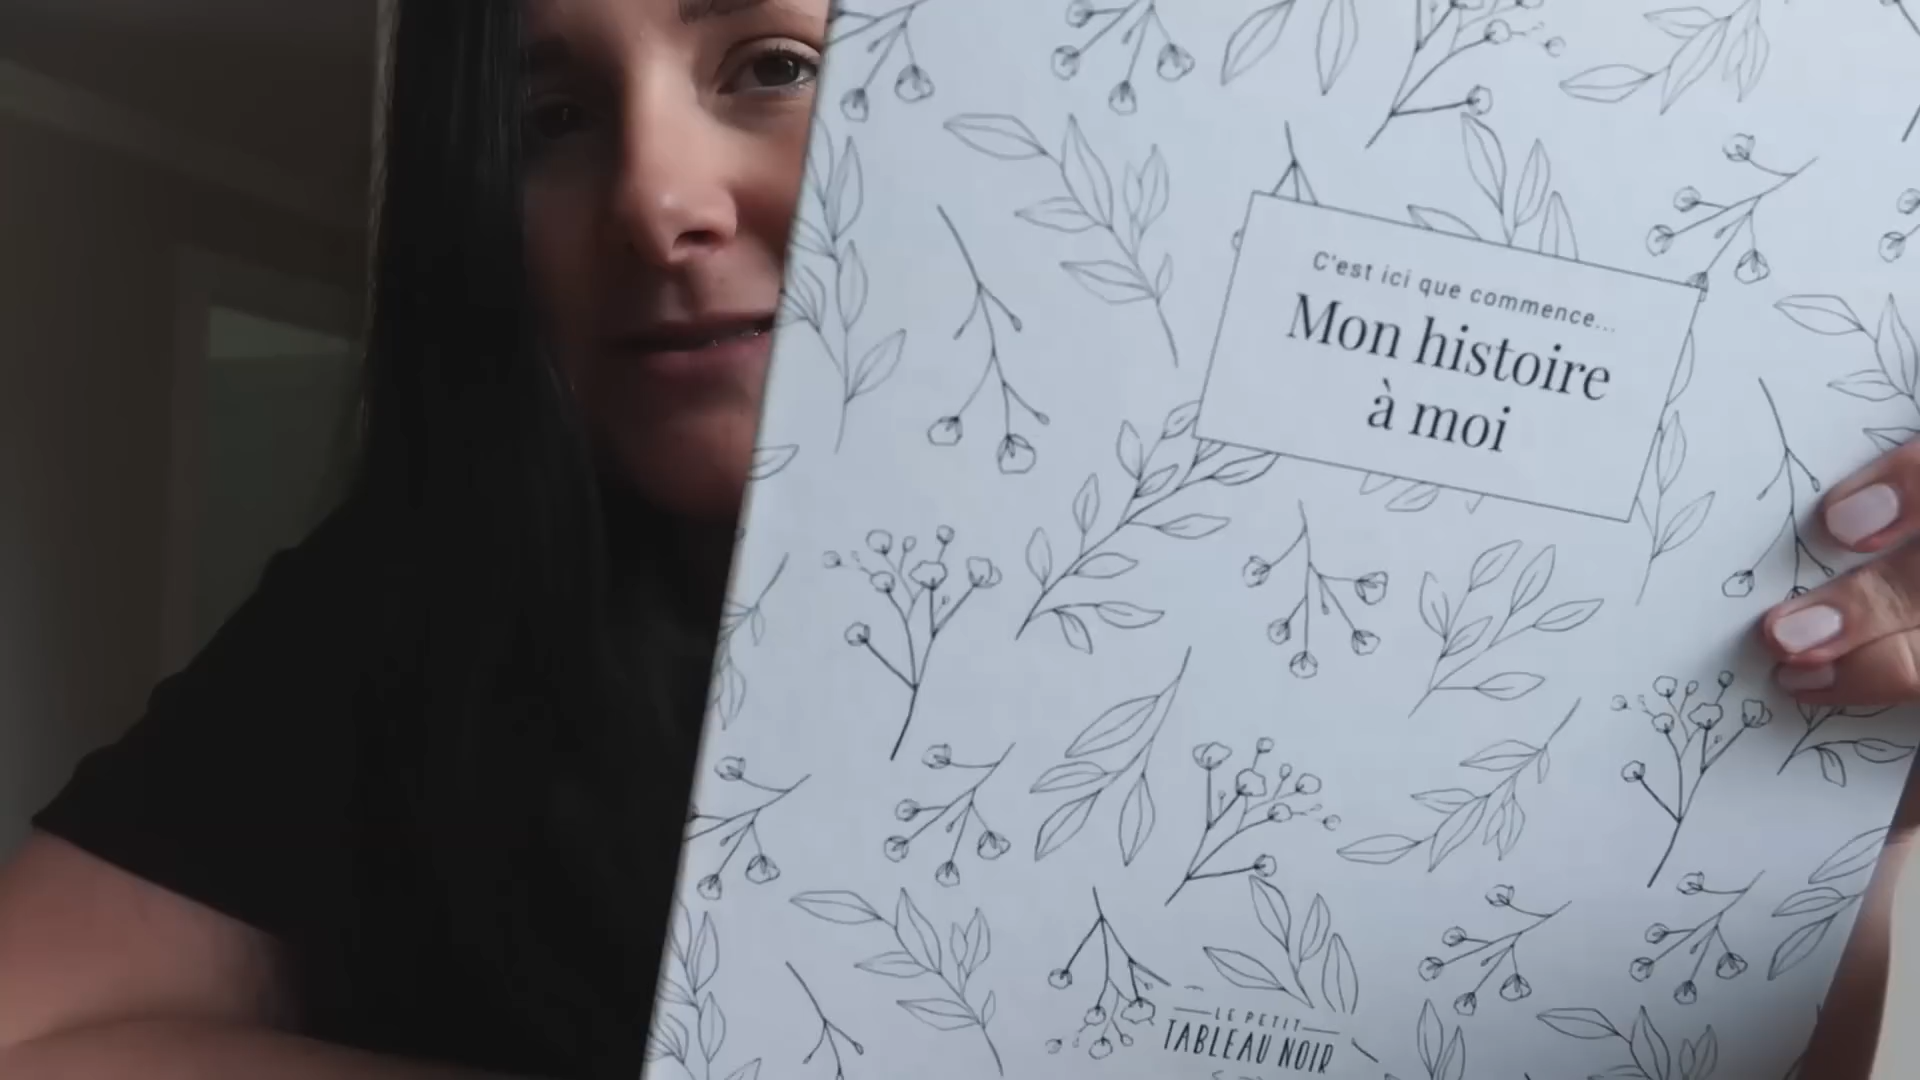 C'est ici que commence...
Mon histoire
à moi
LE PETIT
TABLEAU NOIR